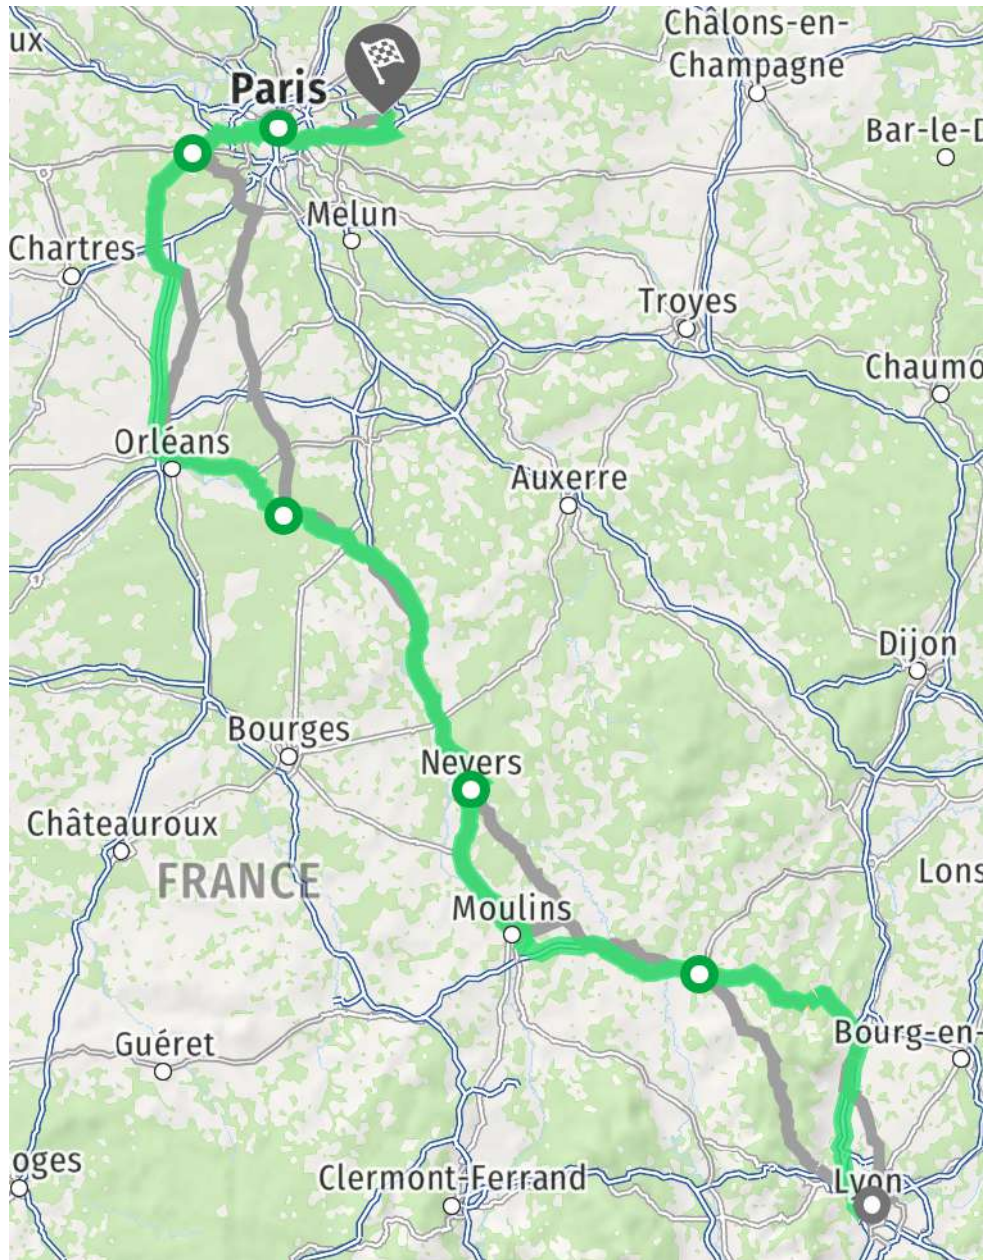 ux
Châlons-en-
Champagne
Paris
Bar-le-D
Melun
Chartres
Troyes
Chaumo
Orléans
Auxerre
Dijon
Bourges
Nevers
Châteauroux
FRANCE
Lons
Moulins
Bourg-en-
Guéret
oges
Clermont-Ferrand
Lyon